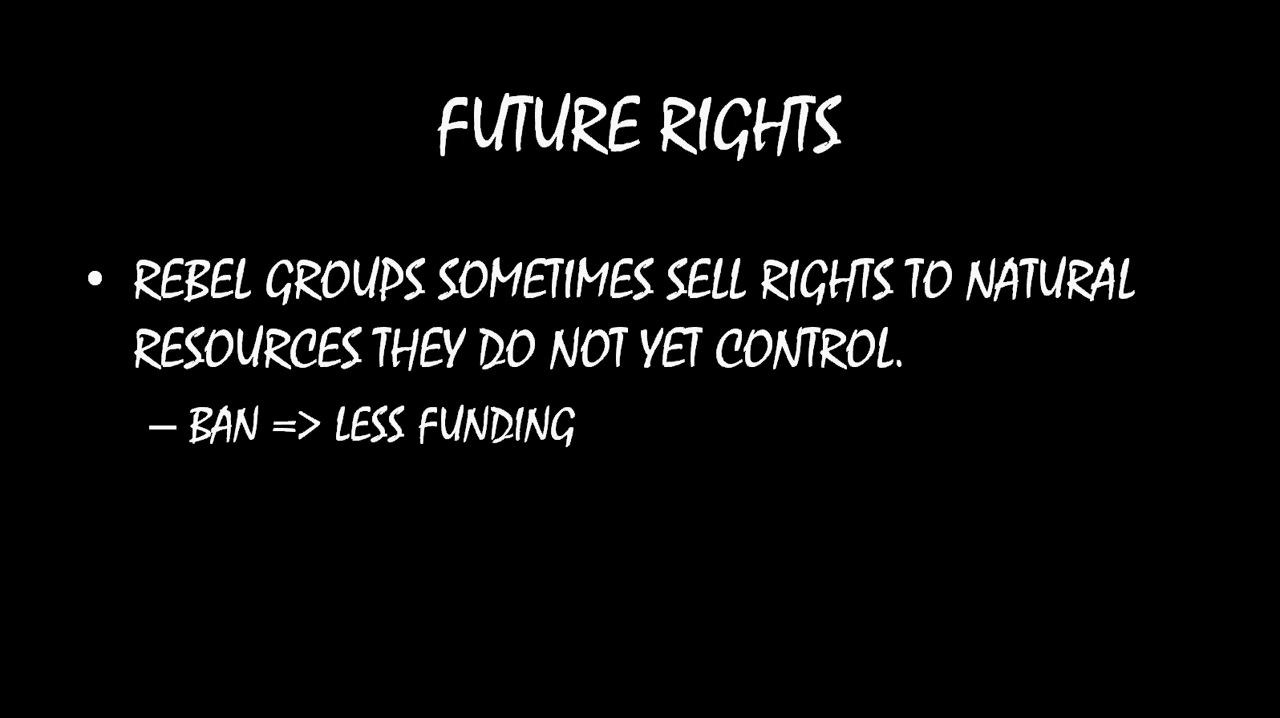 FUTURE RIGHTS
• REBEL GROUPS SOMETIMES SELL RIGHTS TO NATURAL
RESOURCES THEY DO NOT YET CONTROL.
– BAN => LESS FUNDING